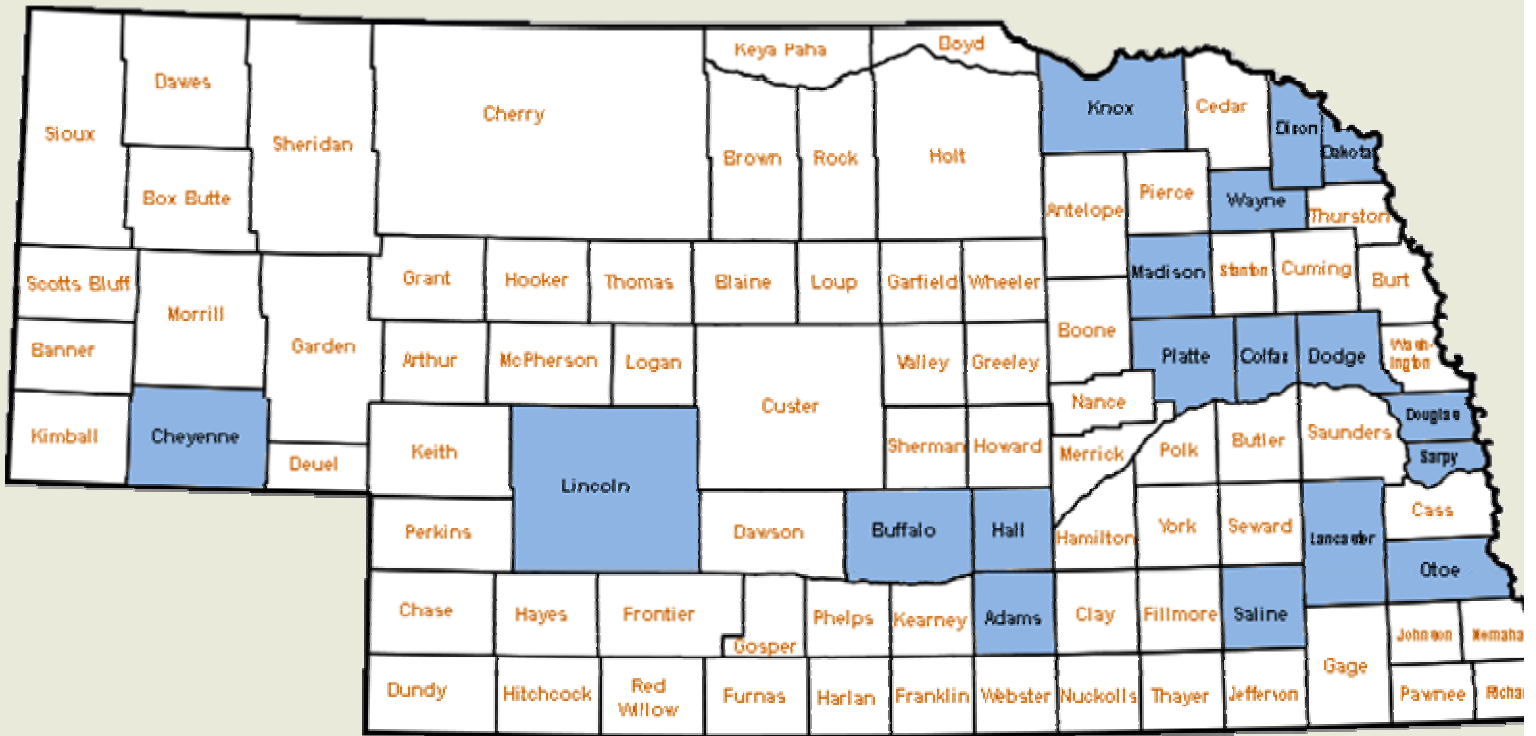 Keya Paha
Boyd
Dawes
Cherry
Knox
Cedar
Sioux
Sheridan
Dixon
Dakota
Brown
Rock
Holt
Box Butte
Pierce
Wayne
Antelope
Thurston
Scotts Bluff
Grant
Hooker
Thomas
Blaine
Loup
Garfield
Wheeler
Madison
Stanton
Cuming
Burt
Morrill
Banner
Garden
Arthur
McPherson
Logan
Valley
Greeley
Boone
Platte
Colfax
Dodge
Wash-
ington
Custer
Nance
Douglas
Kimball
Cheyenne
Deuel
Keith
Lincoln
Sherman
Howard
Merrick
Polk
Butler
Saunders
Sarpy
Perkins
Dawson
Buffalo
Hall
Hamilton
York
Seward
Lancaster
Cass
Otoe
Chase
Hayes
Frontier
Gosper
Phelps
Kearney
Adams
Clay
Fillmore
Saline
Johnson
Nemaha
Gage
Dundy
Hitchcock
Red
Willow
Furnas
Harlan
Franklin
Webster
Nuckolls
Thayer
Jefferson
Pawnee
Richar